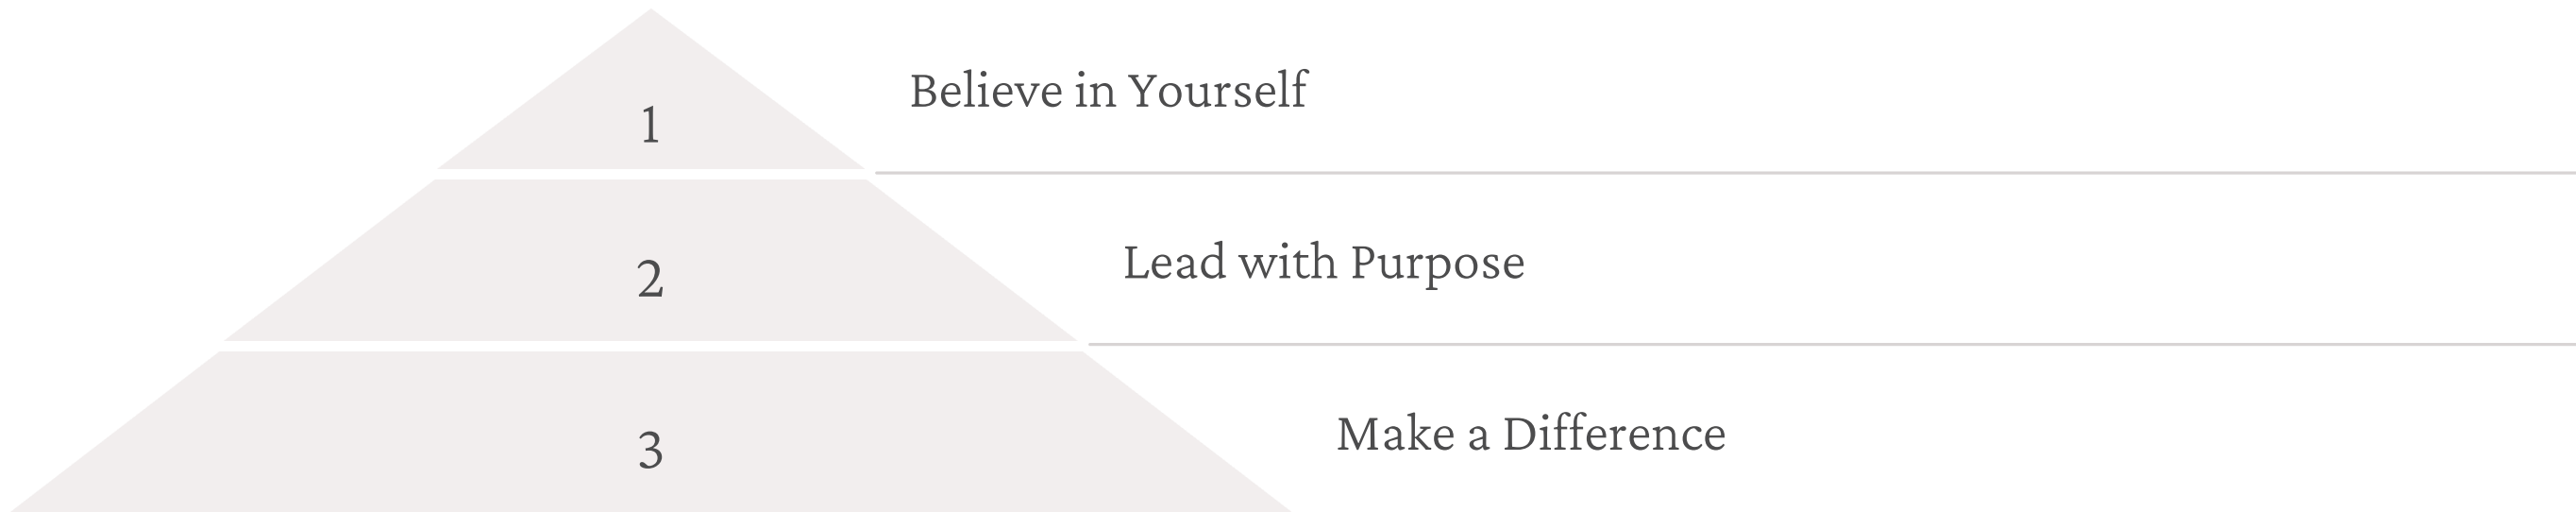 1
Believe in Yourself
2
Lead with Purpose
3
Make a Difference